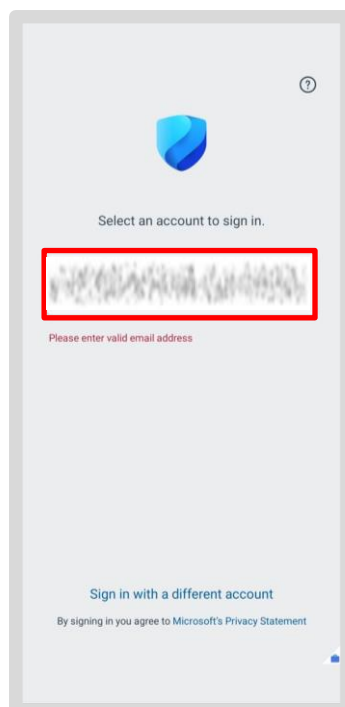 Select an account to sign in.
Please enter valid email address
Sign in with a different account
By signing in you agree to Microsoft's Privacy Statement